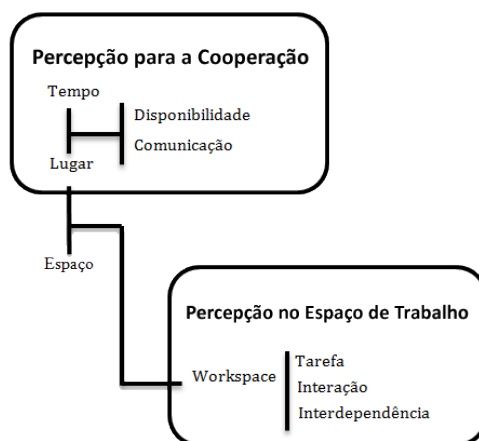 Percepção para a Cooperação
Tempo
Disponibilidade
Comunicação
Lugar
Espaço
Percepção no Espaço de Trabalho
Workspace
Tarefa
Interação
Interdependência